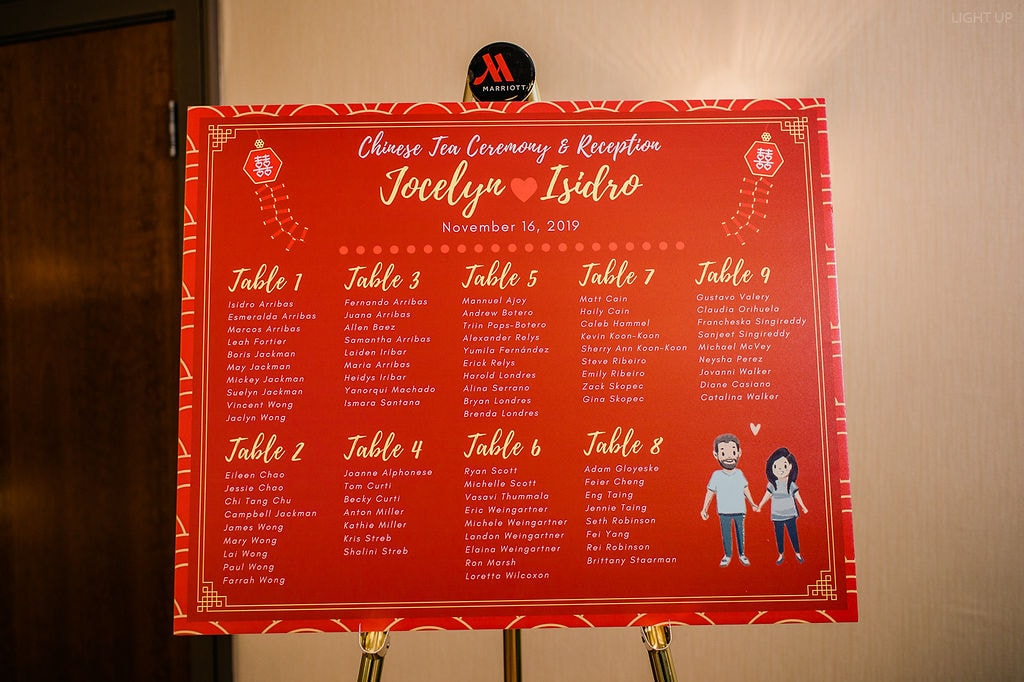 LIGHT UP
MARRIOTT
Chinese Tea Ceremony & Reception
Jocelyn Isidro
November 16, 2019
囍
囍
Table 1
Isidro Arribas
Esmeralda Arribas
Marcos Arribas
Leah Fortier
Boris Jackman
May Jackman
Mickey Jackman
Suelyn Jackman
Vincent Wong
Jaclyn Wong
Table 2
Eileen Chao
Jessie Chao
Chi Tang Chu
Campbell Jackman
James Wong
Mary Wong
Lai Wong
Paul Wong
Farrah Wong
Table 3
Fernando Arribas
Juana Arribas
Allen Baez
Samantha Arribas
Laiden Iribar
Maria Arribas
Heidys Iribar
Yanorqui Machado
Ismara Santana
Table 4
Joanne Alphonese
Tom Curti
Becky Curti
Anton Miller
Kathie Miller
Kris Streb
Shalini Streb
Table 5
Mannuel Ajoy
Andrew Botero
Triin Pops-Botero
Alexander Relys
Yumila Fernández
Erick Relys
Harold Londres
Alina Serrano
Bryan Londres
Brenda Londres
Table 6
Ryan Scott
Michelle Scott
Vasavi Thummala
Eric Weingartner
Michele Weingartner
Landon Weingartner
Elaina Weingartner
Ron Marsh
Loretta Wilcoxon
Table 7
Matt Cain
Haily Cain
Caleb Hammel
Kevin Koon-Koon
Sherry Ann Koon-Koon
Steve Ribeiro
Emily Ribeiro
Zack Skopec
Gina Skopec
Table 8
Adam Gloyeske
Feier Cheng
Eng Taing
Jennie Taing
Seth Robinson
Fei Yang
Rei Robinson
Brittany Staarman
Table 9
Gustavo Valery
Claudia Orihuela
Francheska Singireddy
Sanjeet Singireddy
Michael McVey
Neysha Perez
Jovanni Walker
Diane Casiano
Catalina Walker